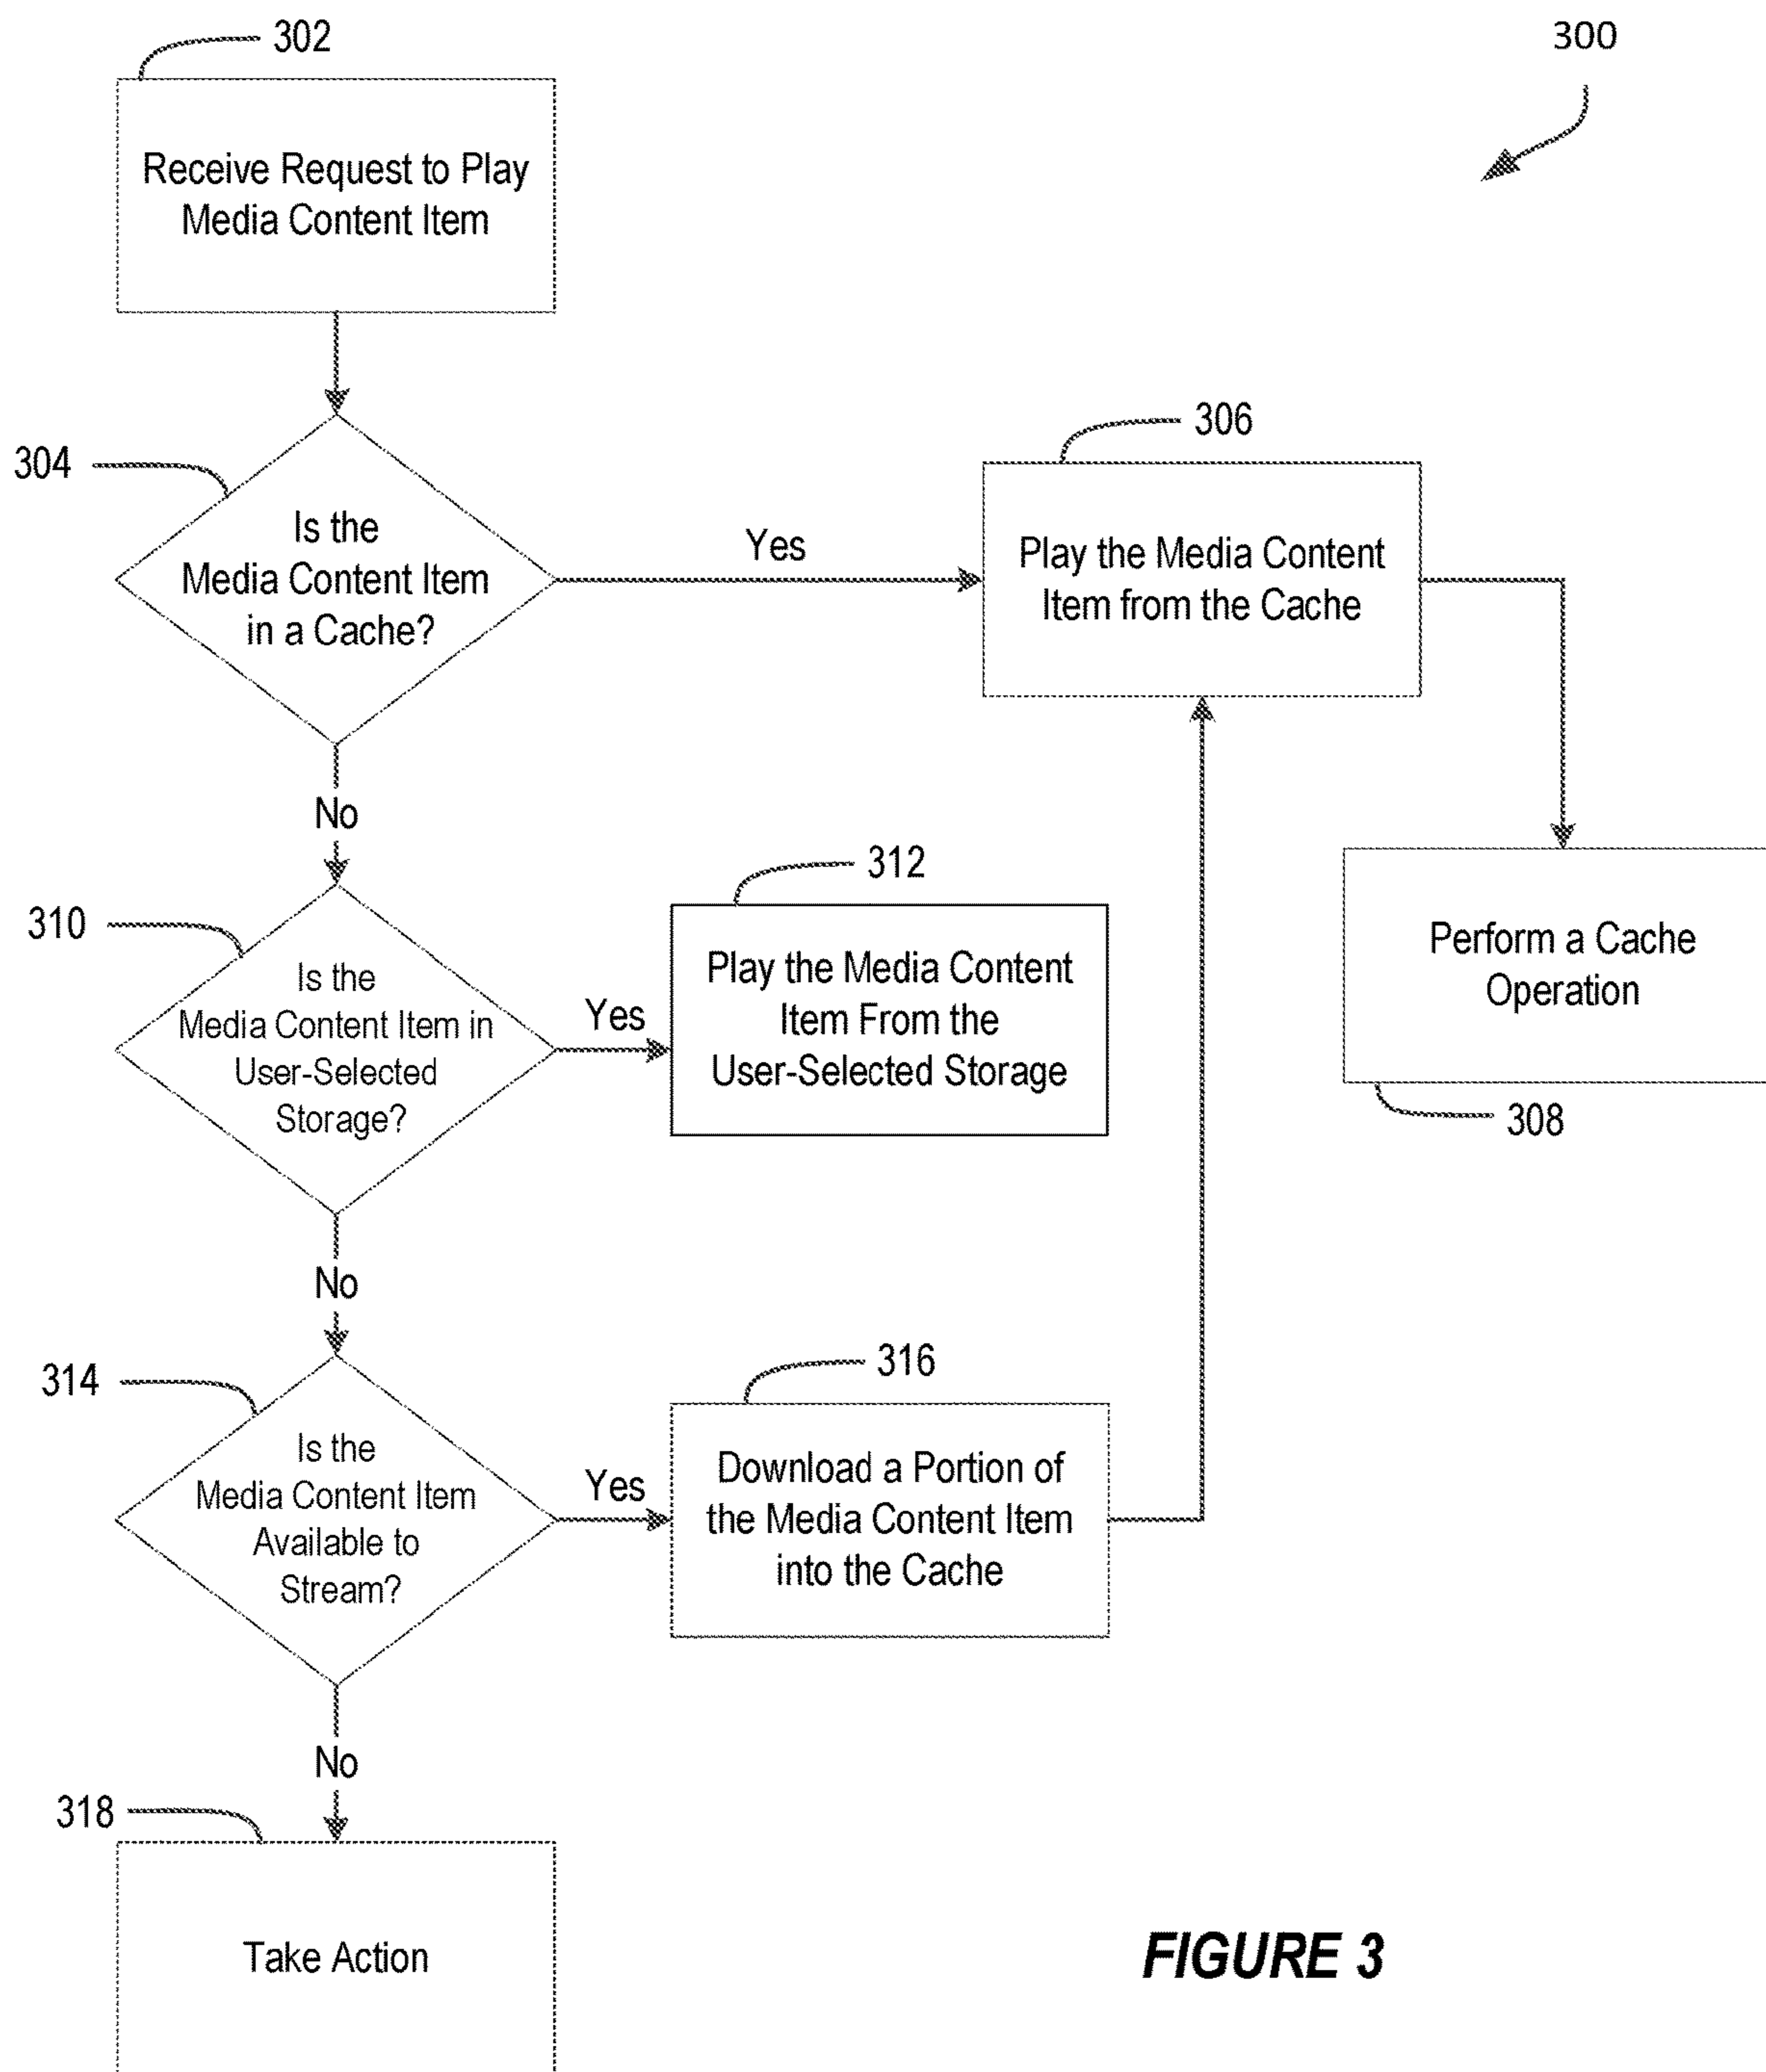 302
300
Receive Request to Play
Media Content Item
304
Is the
Media Content Item
in a Cache?
Yes
306
Play the Media Content
Item from the Cache
No
312
310
Is the
Media Content Item in
User-Selected
Storage?
Yes
Play the Media Content
Item From the
User-Selected Storage
Perform a Cache
Operation
308
No
314
Is the
Media Content Item
Available to
Stream?
Yes
316
Download a Portion of
the Media Content Item
into the Cache
No
318
Take Action
FIGURE 3